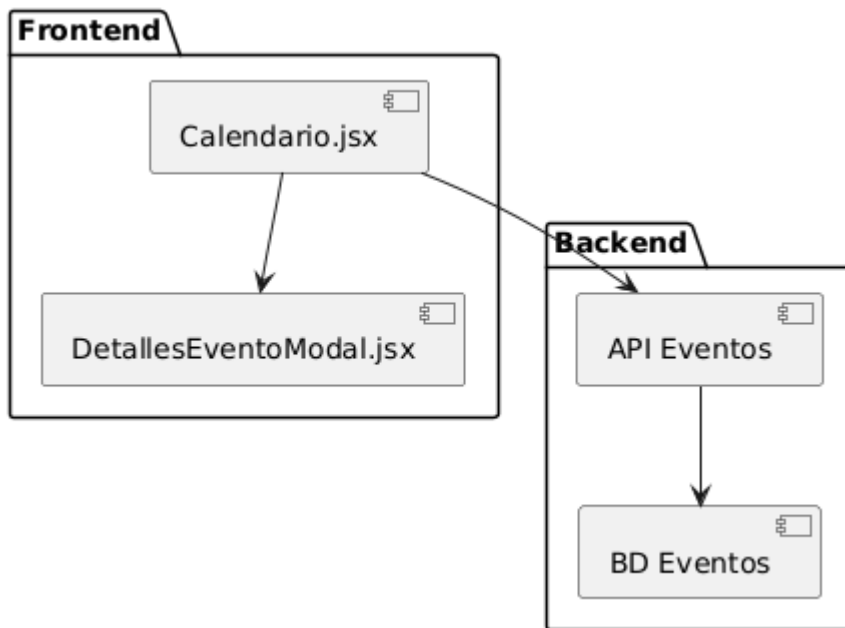 Frontend
Calendario.jsx
DetallesEventoModal.jsx
Backend
API Eventos
BD Eventos